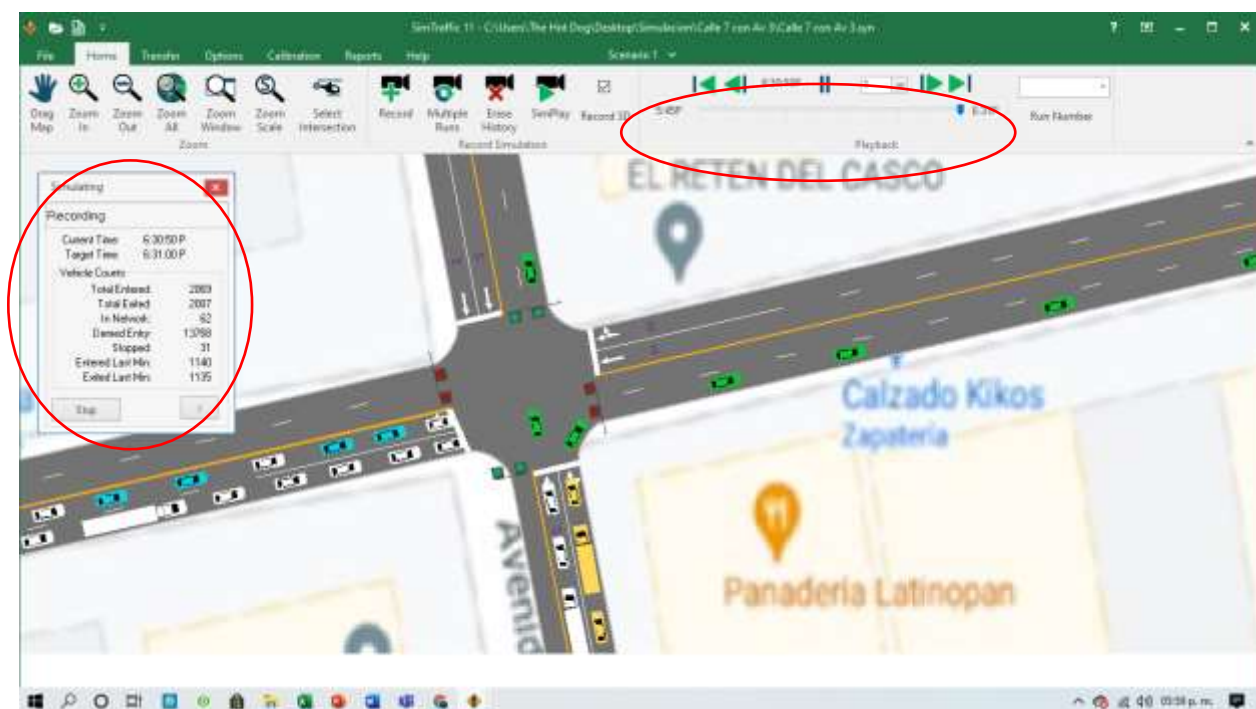 SimTraffic 11 - C:\Users\The Hot Dog\Desktop\Simulacion\Calle 7 con Av 3\Calle 7 con Av 3.syn
File Home Transfer Options Calibration Reports Help Scenario 1
Drag Map
Zoom In
Zoom Out
Zoom All
Zoom Window
Zoom Scale
Select Intersection
Record
Multiple Runs
Erase History
SimPlay
Record 3D
Run Number
Zoom
Record Simulation
Playback
Simulating
Recording
Current Time: 6:30:50 P
Target Time: 6:31:00 P
Vehicle Counts
Total Entered: 2069
Total Exited: 2007
In Network: 62
Denied Entry: 13768
Stopped: 31
Entered Last Min: 1140
Exited Last Min: 1135
Stop
EL RETEN DEL CASCO
Calzado Kikos
Zapatería
Avenid
Panaderia Latinopan